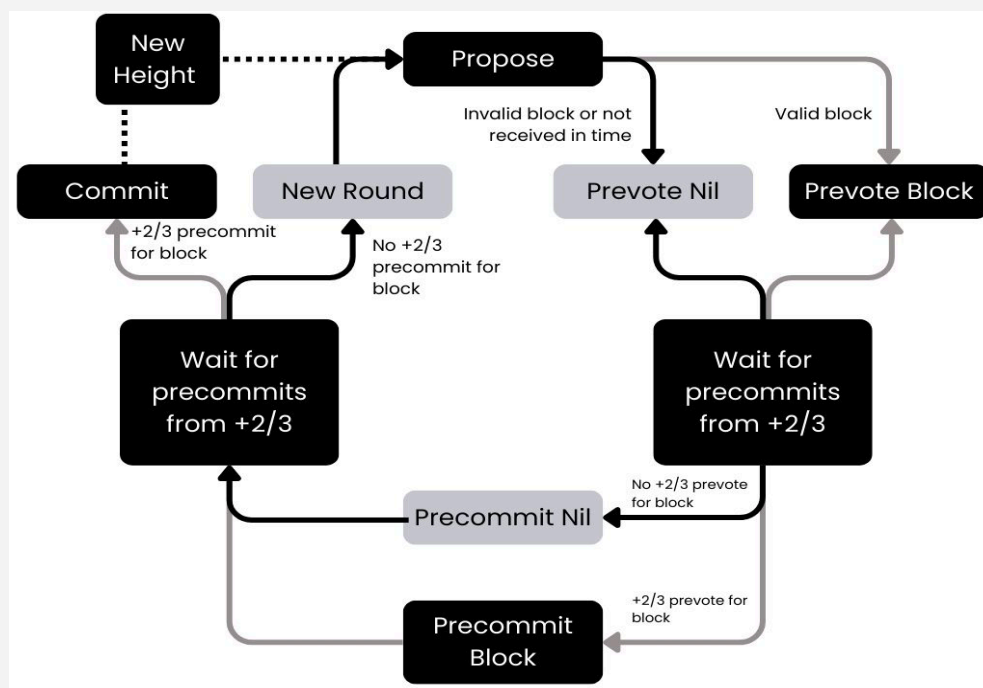 New
Height
Propose
Invalid block or not
received in time
Valid block
Commit
New Round
Prevote Nil
Prevote Block
+2/3 precommit
for block
No +2/3
precommit for
block
Wait for
precommits
from +2/3
Wait for
precommits
from +2/3
No +2/3 prevote
for block
Precommit Nil
+2/3 prevote for
block
Precommit
Block